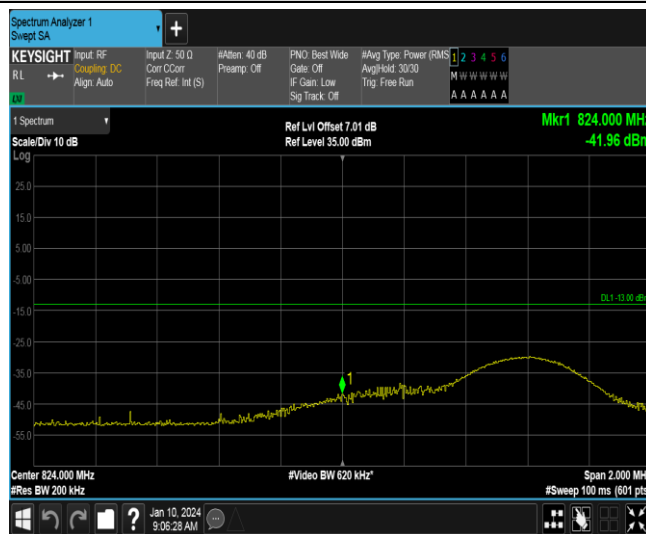 Spectrum Analyzer 1
Swept SA
+
KEYSIGHT
RL
LXI
Input: RF
Coupling: DC
Align: Auto
Input Z: 50 Ω
Corr CCorr
Freq Ref: Int (S)
#Atten: 40 dB
Preamp: Off
PNO: Best Wide
Gate: Off
IF Gain: Low
Sig Track: Off
#Avg Type: Power (RMS
Avg|Hold: 30/30
Trig: Free Run
1 2 3 4 5 6
M W W W W W
A A A A A A
1 Spectrum
Scale/Div 10 dB
Ref Lvl Offset 7.01 dB
Ref Level 35.00 dBm
Mkr1 824.000 MHz
-41.96 dBm
Log
25.0
15.0
5.00
-5.00
DL1 -13.00 dBm
-15.0
-25.0
-35.0
1
-45.0
-55.0
Center 824.000 MHz
#Video BW 620 kHz*
Span 2.000 MH
#Res BW 200 kHz
#Sweep 100 ms (601 pts
?
Jan 10, 2024
9:06:28 AM